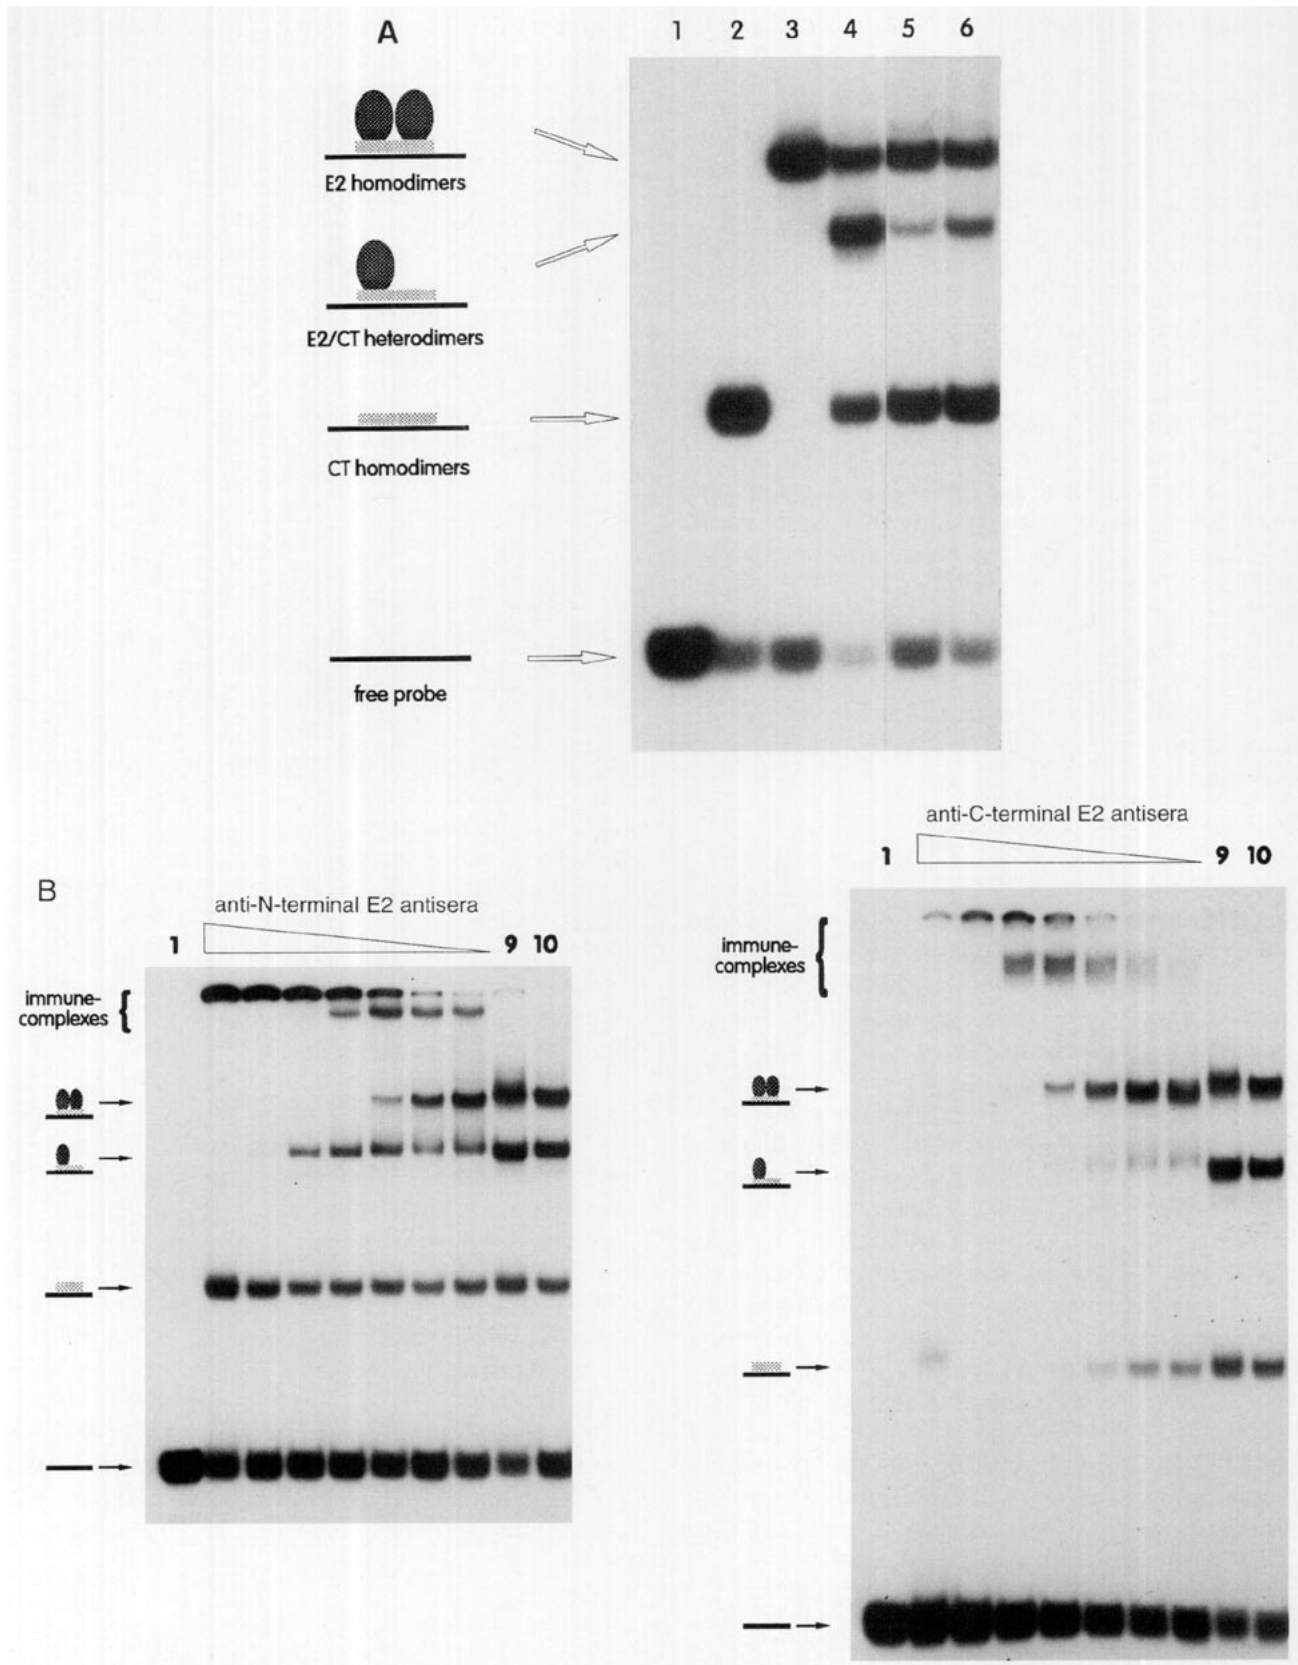 A
1 2 3 4 5 6
E2 homodimers
E2/CT heterodimers
CT homodimers
free probe
B
anti-N-terminal E2 antisera
1 9 10
immune-
complexes
anti-C-terminal E2 antisera
1 9 10
immune-
complexes